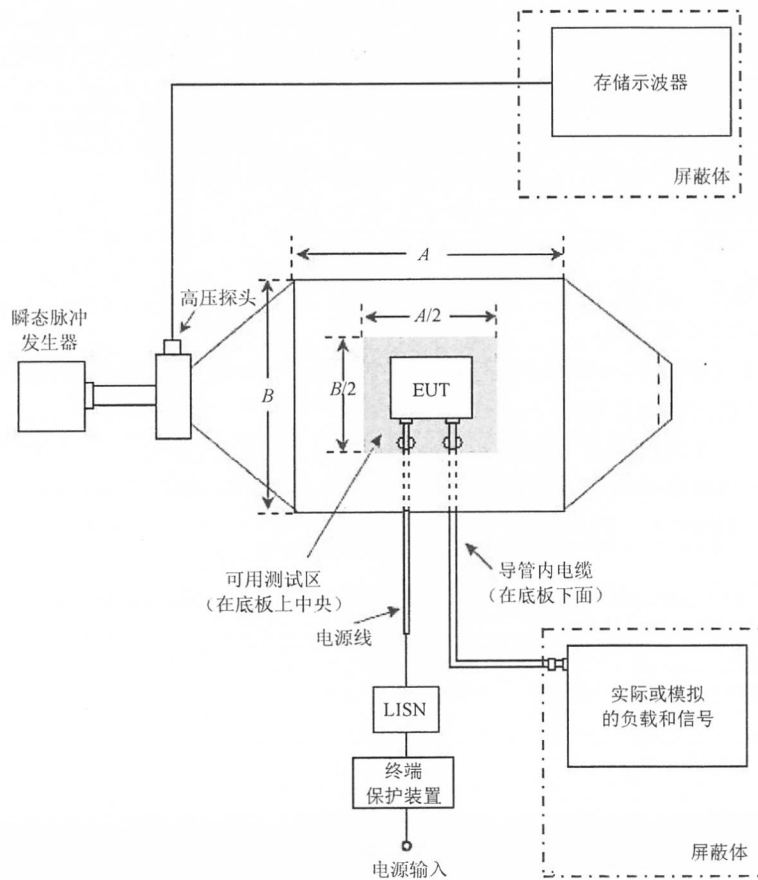 存储示波器
屏蔽体
A
高压探头
瞬态脉冲
发生器
A/2
B
B/2
EUT
可用测试区
（在底板上中央）
导管内电缆
（在底板下面）
电源线
LISN
实际或模拟
的负载和信号
终端
保护装置
屏蔽体
电源输入